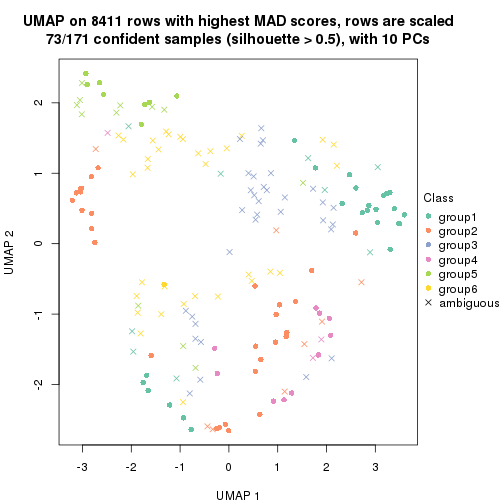 UMAP on 8411 rows with highest MAD scores, rows are scaled
73/171 confident samples (silhouette > 0.5), with 10 PCs
UMAP 2
2
1
0
-1
-2
-3
-2
-1
0
1
2
3
UMAP 1
Class
group1
group2
group3
group4
group5
group6
ambiguous